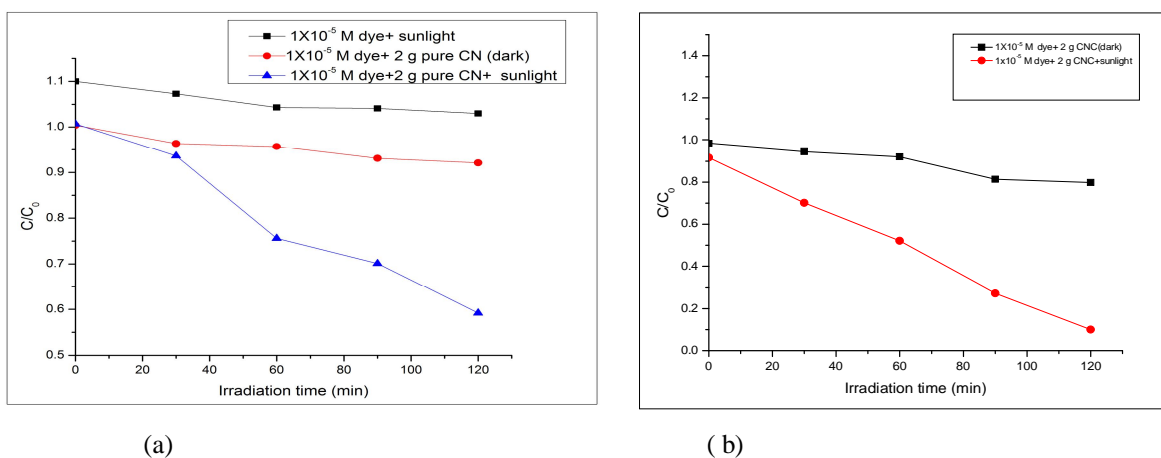 1X10⁻⁵ M dye+ sunlight
1X10⁻⁵ M dye+ 2 g pure CN (dark)
1X10⁻⁵ M dye+2 g pure CN+ sunlight
1.1
1.0
0.9
0.8
0.7
0.6
0.5
C/C₀
0 20 40 60 80 100 120
Irradiation time (min)
(a)
1X10⁻⁵ M dye+ 2 g CNC(dark)
1x10⁻⁵ M dye+ 2 g CNC+sunlight
1.4
1.2
1.0
0.8
0.6
0.4
0.2
0.0
C/C₀
0 20 40 60 80 100 120
Irradiation time (min)
( b)